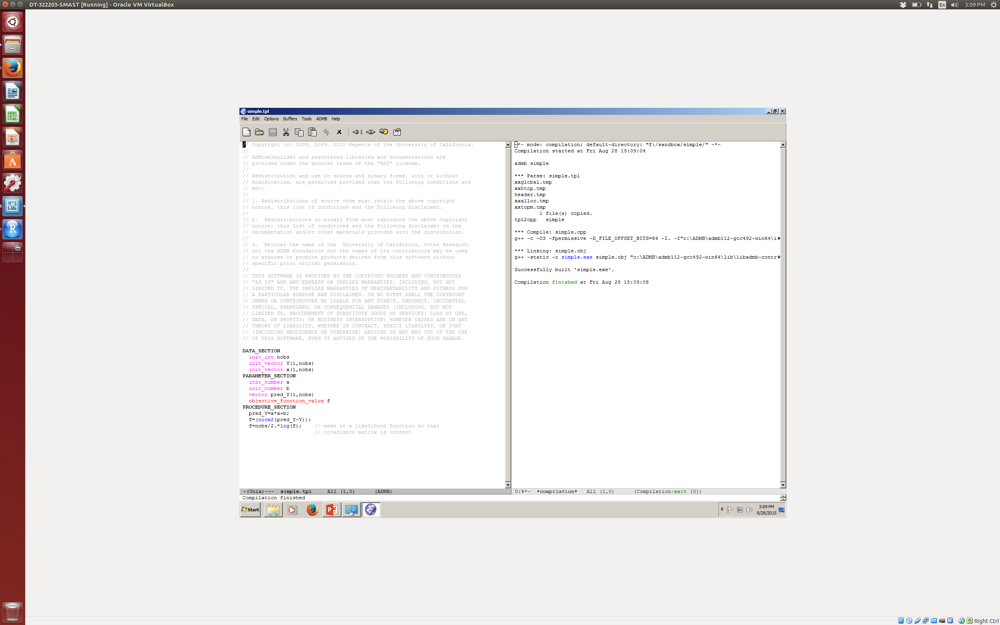 DT-322203-SMAST [Running] - Oracle VM VirtualBox
En
3:09 PM
simple.tpl
File Edit Options Buffers Tools ADMB Help
// Copyright (c) 2008, 2009, 2010 Regents of the University of California.
//
// ADModelbuilder and associated libraries and documentations are
// provided under the general terms of the "BSD" license.
//
// Redistribution and use in source and binary forms, with or without
// modification, are permitted provided that the following conditions are
// met:
//
// 1. Redistributions of source code must retain the above copyright
// notice, this list of conditions and the following disclaimer.
//
// 2.  Redistributions in binary form must reproduce the above copyright
// notice, this list of conditions and the following disclaimer in the
// documentation and/or other materials provided with the distribution.
//
// 3.  Neither the name of the  University of California, Otter Research,
// nor the ADMB Foundation nor the names of its contributors may be used
// to endorse or promote products derived from this software without
// specific prior written permission.
//
// THIS SOFTWARE IS PROVIDED BY THE COPYRIGHT HOLDERS AND CONTRIBUTORS
// "AS IS" AND ANY EXPRESS OR IMPLIED WARRANTIES, INCLUDING, BUT NOT
// LIMITED TO, THE IMPLIED WARRANTIES OF MERCHANTABILITY AND FITNESS FOR
// A PARTICULAR PURPOSE ARE DISCLAIMED. IN NO EVENT SHALL THE COPYRIGHT
// OWNER OR CONTRIBUTORS BE LIABLE FOR ANY DIRECT, INDIRECT, INCIDENTAL,
// SPECIAL, EXEMPLARY, OR CONSEQUENTIAL DAMAGES (INCLUDING, BUT NOT
// LIMITED TO, PROCUREMENT OF SUBSTITUTE GOODS OR SERVICES; LOSS OF USE,
// DATA, OR PROFITS; OR BUSINESS INTERRUPTION) HOWEVER CAUSED AND ON ANY
// THEORY OF LIABILITY, WHETHER IN CONTRACT, STRICT LIABILITY, OR TORT
// (INCLUDING NEGLIGENCE OR OTHERWISE) ARISING IN ANY WAY OUT OF THE USE
// OF THIS SOFTWARE, EVEN IF ADVISED OF THE POSSIBILITY OF SUCH DAMAGE.
DATA_SECTION
  init_int nobs
  init_vector Y(1,nobs)
  init_vector x(1,nobs)
PARAMETER_SECTION
  init_number a
  init_number b
  vector pred_Y(1,nobs)
  objective_function_value f
PROCEDURE_SECTION
  pred_Y=a*x+b;
  f=(norm2(pred_Y-Y));
  f=nobs/2.*log(f);    // make it a likelihood function so that
                       // covariance matrix is correct
-(Unix)---  simple.tpl     All (1,0)      (ADMB)
-*- mode: compilation; default-directory: "f:/sandbox/simple/" -*-
Compilation started at Fri Aug 28 15:09:04
admb simple
*** Parse: simple.tpl
xxglobal.tmp
xxhtop.tmp
header.tmp
xxalloc.tmp
xxtopm.tmp
        1 file(s) copied.
tpl2cpp   simple
*** Compile: simple.cpp
g++ -c -O3 -fpermissive -D_FILE_OFFSET_BITS=64 -I. -I"c:\ADMB\admb112-gcc492-win64\i
*** Linking: simple.obj
g++ -static -o simple.exe simple.obj "c:\ADMB\admb112-gcc492-win64\lib\libadmb-contr
Successfully built 'simple.exe'.
Compilation finished at Fri Aug 28 15:09:08
U:%*-  *compilation*   All (1,0)      (Compilation:exit [0])
Compilation finished
Start
3:09 PM
8/28/2015
Right Ctrl